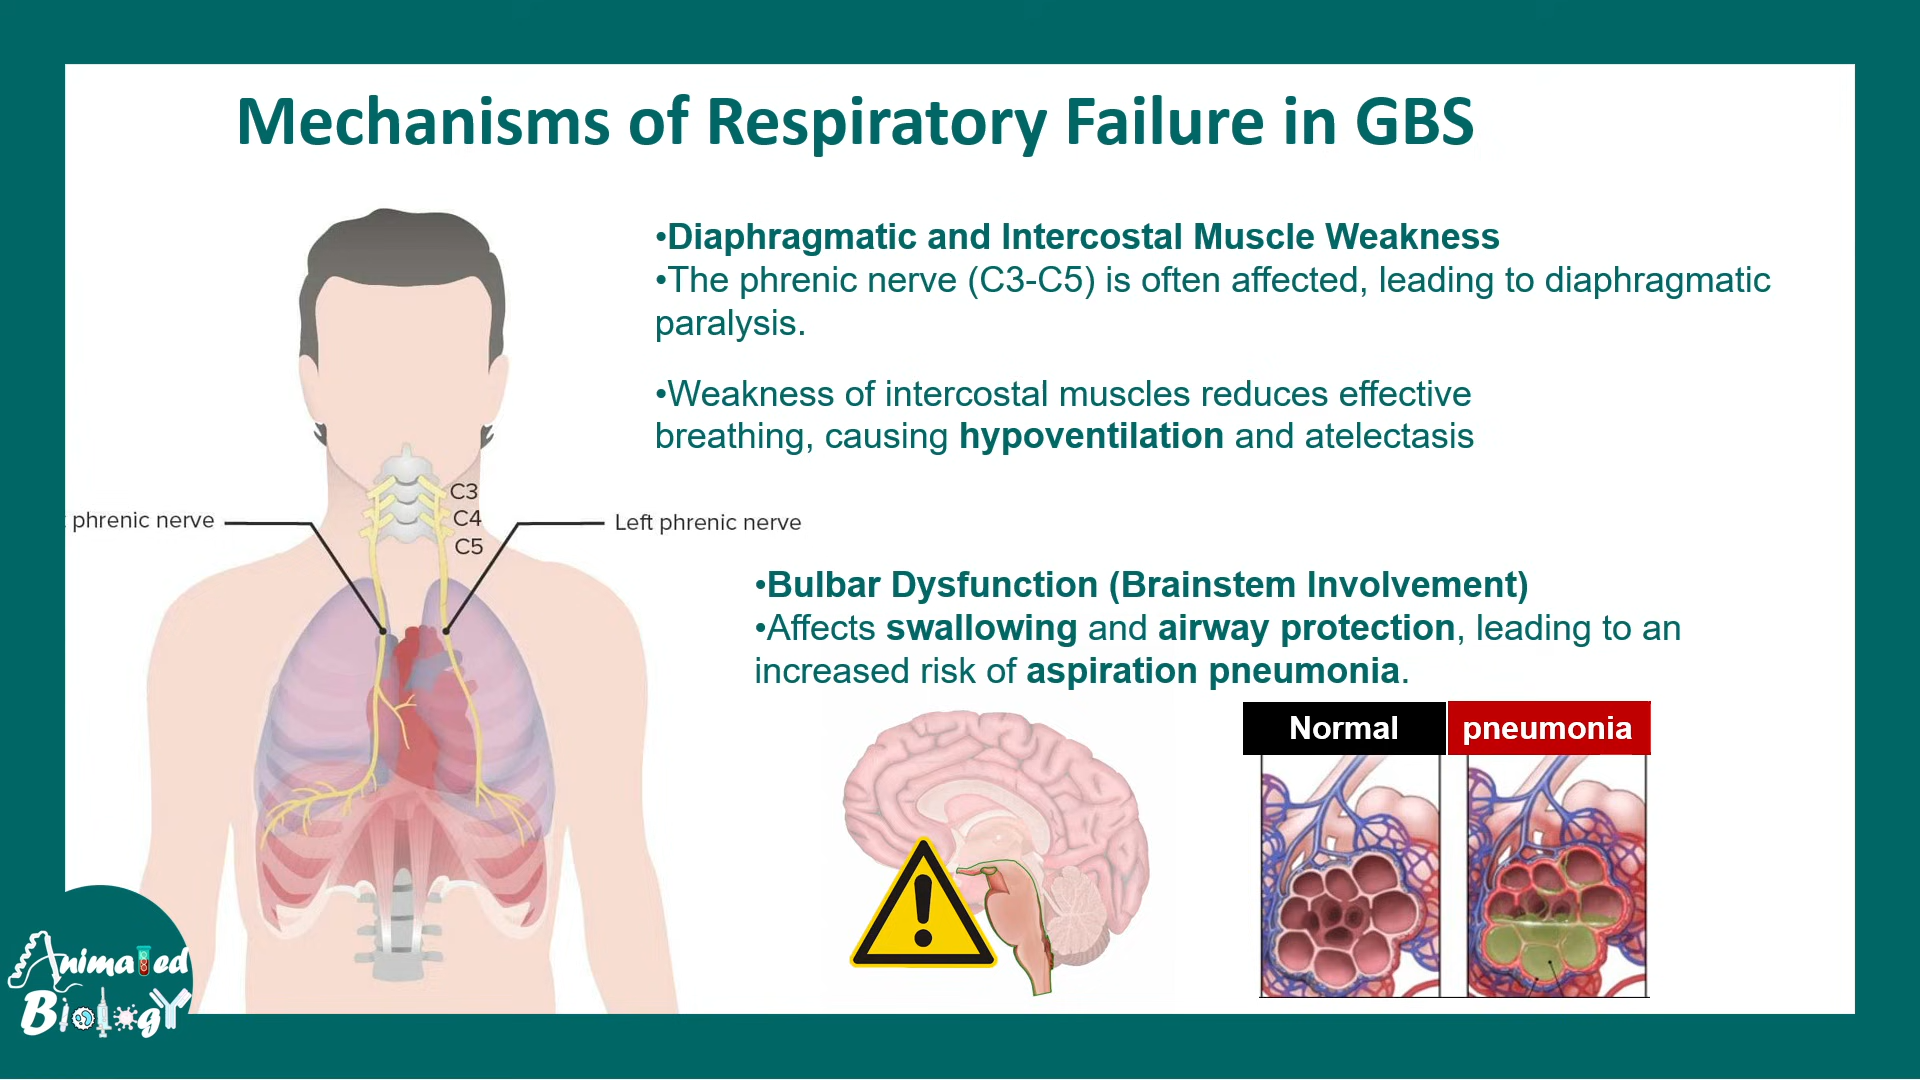 Mechanisms of Respiratory Failure in GBS
•Diaphragmatic and Intercostal Muscle Weakness
•The phrenic nerve (C3-C5) is often affected, leading to diaphragmatic
paralysis.
•Weakness of intercostal muscles reduces effective
breathing, causing hypoventilation and atelectasis
C3
C4
C5
phrenic nerve
Left phrenic nerve
•Bulbar Dysfunction (Brainstem Involvement)
•Affects swallowing and airway protection, leading to an
increased risk of aspiration pneumonia.
Normal
pneumonia
Animated
Biology